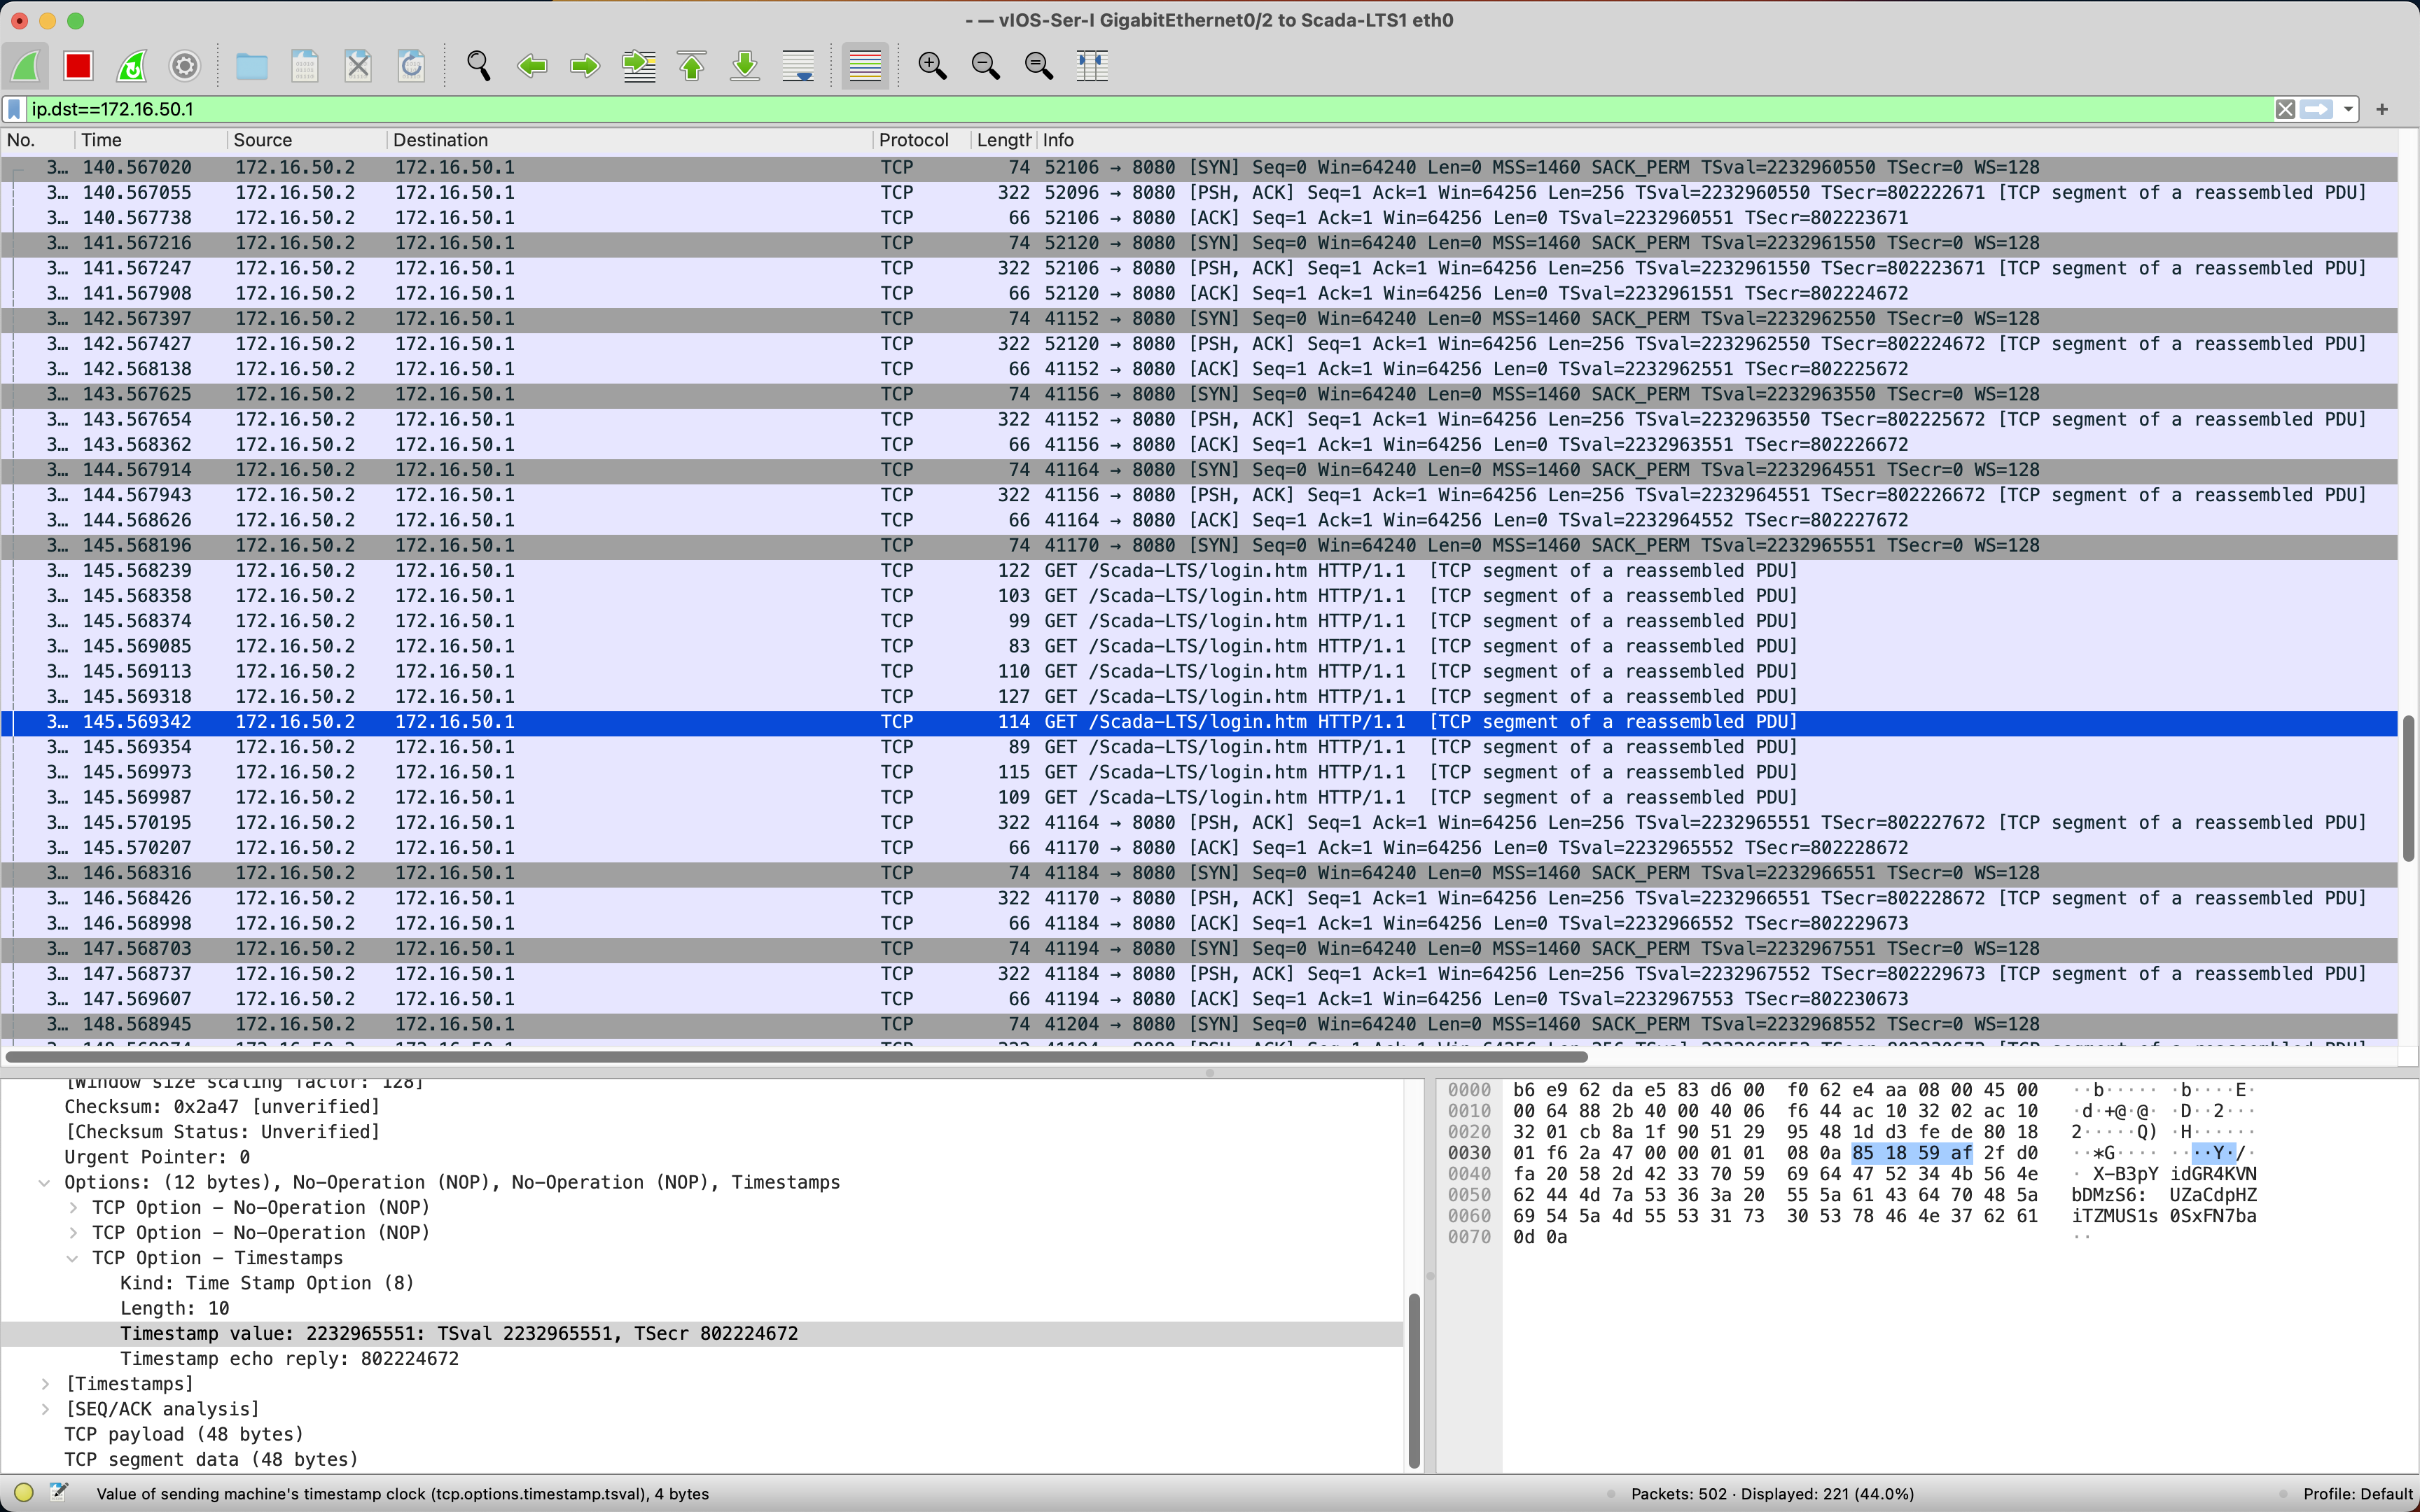 - — vIOS-Ser-I GigabitEthernet0/2 to Scada-LTS1 eth0
ip.dst==172.16.50.1
No. Time Source Destination Protocol Length Info
3… 140.567020 172.16.50.2 172.16.50.1 TCP 74 52106 → 8080 [SYN] Seq=0 Win=64240 Len=0 MSS=1460 SACK_PERM TSval=2232960550 TSecr=0 WS=128
3… 140.567055 172.16.50.2 172.16.50.1 TCP 322 52096 → 8080 [PSH, ACK] Seq=1 Ack=1 Win=64256 Len=256 TSval=2232960550 TSecr=802222671 [TCP segment of a reassembled PDU]
3… 140.567738 172.16.50.2 172.16.50.1 TCP 66 52106 → 8080 [ACK] Seq=1 Ack=1 Win=64256 Len=0 TSval=2232960551 TSecr=802223671
3… 141.567216 172.16.50.2 172.16.50.1 TCP 74 52120 → 8080 [SYN] Seq=0 Win=64240 Len=0 MSS=1460 SACK_PERM TSval=2232961550 TSecr=0 WS=128
3… 141.567247 172.16.50.2 172.16.50.1 TCP 322 52106 → 8080 [PSH, ACK] Seq=1 Ack=1 Win=64256 Len=256 TSval=2232961550 TSecr=802223671 [TCP segment of a reassembled PDU]
3… 141.567908 172.16.50.2 172.16.50.1 TCP 66 52120 → 8080 [ACK] Seq=1 Ack=1 Win=64256 Len=0 TSval=2232961551 TSecr=802224672
3… 142.567397 172.16.50.2 172.16.50.1 TCP 74 41152 → 8080 [SYN] Seq=0 Win=64240 Len=0 MSS=1460 SACK_PERM TSval=2232962550 TSecr=0 WS=128
3… 142.567427 172.16.50.2 172.16.50.1 TCP 322 52120 → 8080 [PSH, ACK] Seq=1 Ack=1 Win=64256 Len=256 TSval=2232962550 TSecr=802224672 [TCP segment of a reassembled PDU]
3… 142.568138 172.16.50.2 172.16.50.1 TCP 66 41152 → 8080 [ACK] Seq=1 Ack=1 Win=64256 Len=0 TSval=2232962551 TSecr=802225672
3… 143.567625 172.16.50.2 172.16.50.1 TCP 74 41156 → 8080 [SYN] Seq=0 Win=64240 Len=0 MSS=1460 SACK_PERM TSval=2232963550 TSecr=0 WS=128
3… 143.567654 172.16.50.2 172.16.50.1 TCP 322 41152 → 8080 [PSH, ACK] Seq=1 Ack=1 Win=64256 Len=256 TSval=2232963550 TSecr=802225672 [TCP segment of a reassembled PDU]
3… 143.568362 172.16.50.2 172.16.50.1 TCP 66 41156 → 8080 [ACK] Seq=1 Ack=1 Win=64256 Len=0 TSval=2232963551 TSecr=802226672
3… 144.567914 172.16.50.2 172.16.50.1 TCP 74 41164 → 8080 [SYN] Seq=0 Win=64240 Len=0 MSS=1460 SACK_PERM TSval=2232964551 TSecr=0 WS=128
3… 144.567943 172.16.50.2 172.16.50.1 TCP 322 41156 → 8080 [PSH, ACK] Seq=1 Ack=1 Win=64256 Len=256 TSval=2232964551 TSecr=802226672 [TCP segment of a reassembled PDU]
3… 144.568626 172.16.50.2 172.16.50.1 TCP 66 41164 → 8080 [ACK] Seq=1 Ack=1 Win=64256 Len=0 TSval=2232964552 TSecr=802227672
3… 145.568196 172.16.50.2 172.16.50.1 TCP 74 41170 → 8080 [SYN] Seq=0 Win=64240 Len=0 MSS=1460 SACK_PERM TSval=2232965551 TSecr=0 WS=128
3… 145.568239 172.16.50.2 172.16.50.1 TCP 122 GET /Scada-LTS/login.htm HTTP/1.1 [TCP segment of a reassembled PDU]
3… 145.568358 172.16.50.2 172.16.50.1 TCP 103 GET /Scada-LTS/login.htm HTTP/1.1 [TCP segment of a reassembled PDU]
3… 145.568374 172.16.50.2 172.16.50.1 TCP 99 GET /Scada-LTS/login.htm HTTP/1.1 [TCP segment of a reassembled PDU]
3… 145.569085 172.16.50.2 172.16.50.1 TCP 83 GET /Scada-LTS/login.htm HTTP/1.1 [TCP segment of a reassembled PDU]
3… 145.569113 172.16.50.2 172.16.50.1 TCP 110 GET /Scada-LTS/login.htm HTTP/1.1 [TCP segment of a reassembled PDU]
3… 145.569318 172.16.50.2 172.16.50.1 TCP 127 GET /Scada-LTS/login.htm HTTP/1.1 [TCP segment of a reassembled PDU]
3… 145.569342 172.16.50.2 172.16.50.1 TCP 114 GET /Scada-LTS/login.htm HTTP/1.1 [TCP segment of a reassembled PDU]
3… 145.569354 172.16.50.2 172.16.50.1 TCP 89 GET /Scada-LTS/login.htm HTTP/1.1 [TCP segment of a reassembled PDU]
3… 145.569973 172.16.50.2 172.16.50.1 TCP 115 GET /Scada-LTS/login.htm HTTP/1.1 [TCP segment of a reassembled PDU]
3… 145.569987 172.16.50.2 172.16.50.1 TCP 109 GET /Scada-LTS/login.htm HTTP/1.1 [TCP segment of a reassembled PDU]
3… 145.570195 172.16.50.2 172.16.50.1 TCP 322 41164 → 8080 [PSH, ACK] Seq=1 Ack=1 Win=64256 Len=256 TSval=2232965551 TSecr=802227672 [TCP segment of a reassembled PDU]
3… 145.570207 172.16.50.2 172.16.50.1 TCP 66 41170 → 8080 [ACK] Seq=1 Ack=1 Win=64256 Len=0 TSval=2232965552 TSecr=802228672
3… 146.568316 172.16.50.2 172.16.50.1 TCP 74 41184 → 8080 [SYN] Seq=0 Win=64240 Len=0 MSS=1460 SACK_PERM TSval=2232966551 TSecr=0 WS=128
3… 146.568426 172.16.50.2 172.16.50.1 TCP 322 41170 → 8080 [PSH, ACK] Seq=1 Ack=1 Win=64256 Len=256 TSval=2232966551 TSecr=802228672 [TCP segment of a reassembled PDU]
3… 146.568998 172.16.50.2 172.16.50.1 TCP 66 41184 → 8080 [ACK] Seq=1 Ack=1 Win=64256 Len=0 TSval=2232966552 TSecr=802229673
3… 147.568703 172.16.50.2 172.16.50.1 TCP 74 41194 → 8080 [SYN] Seq=0 Win=64240 Len=0 MSS=1460 SACK_PERM TSval=2232967551 TSecr=0 WS=128
3… 147.568737 172.16.50.2 172.16.50.1 TCP 322 41184 → 8080 [PSH, ACK] Seq=1 Ack=1 Win=64256 Len=256 TSval=2232967552 TSecr=802229673 [TCP segment of a reassembled PDU]
3… 147.569607 172.16.50.2 172.16.50.1 TCP 66 41194 → 8080 [ACK] Seq=1 Ack=1 Win=64256 Len=0 TSval=2232967553 TSecr=802230673
3… 148.568945 172.16.50.2 172.16.50.1 TCP 74 41204 → 8080 [SYN] Seq=0 Win=64240 Len=0 MSS=1460 SACK_PERM TSval=2232968552 TSecr=0 WS=128
[Window size scaling factor: 128]
Checksum: 0x2a47 [unverified]
[Checksum Status: Unverified]
Urgent Pointer: 0
Options: (12 bytes), No-Operation (NOP), No-Operation (NOP), Timestamps
TCP Option – No-Operation (NOP)
TCP Option – No-Operation (NOP)
TCP Option – Timestamps
Kind: Time Stamp Option (8)
Length: 10
Timestamp value: 2232965551: TSval 2232965551, TSecr 802224672
Timestamp echo reply: 802224672
[Timestamps]
[SEQ/ACK analysis]
TCP payload (48 bytes)
TCP segment data (48 bytes)
0000 b6 e9 62 da e5 83 d6 00 f0 62 e4 aa 08 00 45 00 ··b····· ·b····E·
0010 00 64 88 2b 40 00 40 06 f6 44 ac 10 32 02 ac 10 ·d·+@·@· ·D··2···
0020 32 01 cb 8a 1f 90 51 29 95 48 1d d3 fe de 80 18 2·····Q) ·H······
0030 01 f6 2a 47 00 00 01 01 08 0a 85 18 59 af 2f d0 ··*G···· ····Y·/·
0040 fa 20 58 2d 42 33 70 59 69 64 47 52 34 4b 56 4e · X-B3pY idGR4KVN
0050 62 44 4d 7a 53 36 3a 20 55 5a 61 43 64 70 48 5a bDMzS6: UZaCdpHZ
0060 69 54 5a 4d 55 53 31 73 30 53 78 46 4e 37 62 61 iTZMUS1s 0SxFN7ba
0070 0d 0a ··
Value of sending machine's timestamp clock (tcp.options.timestamp.tsval), 4 bytes
Packets: 502 · Displayed: 221 (44.0%)
Profile: Default